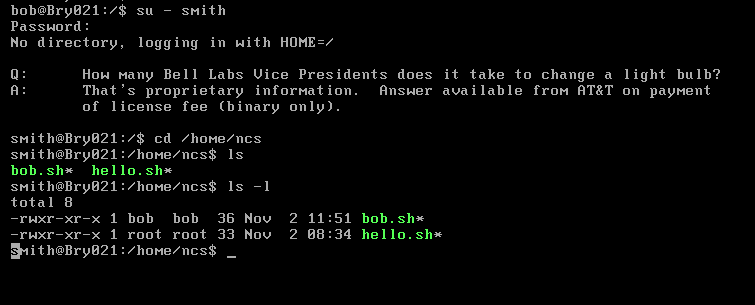 bob@Bry021:/$ su - smith
Password:
No directory, logging in with HOME=/
Q:      How many Bell Labs Vice Presidents does it take to change a light bulb?
A:      That's proprietary information.  Answer available from AT&T on payment
        of license fee (binary only).
smith@Bry021:/$ cd /home/ncs
smith@Bry021:/home/ncs$ ls
bob.sh*  hello.sh*
smith@Bry021:/home/ncs$ ls -l
total 8
-rwxr-xr-x 1 bob  bob  36 Nov  2 11:51 bob.sh*
-rwxr-xr-x 1 root root 33 Nov  2 08:34 hello.sh*
smith@Bry021:/home/ncs$ _